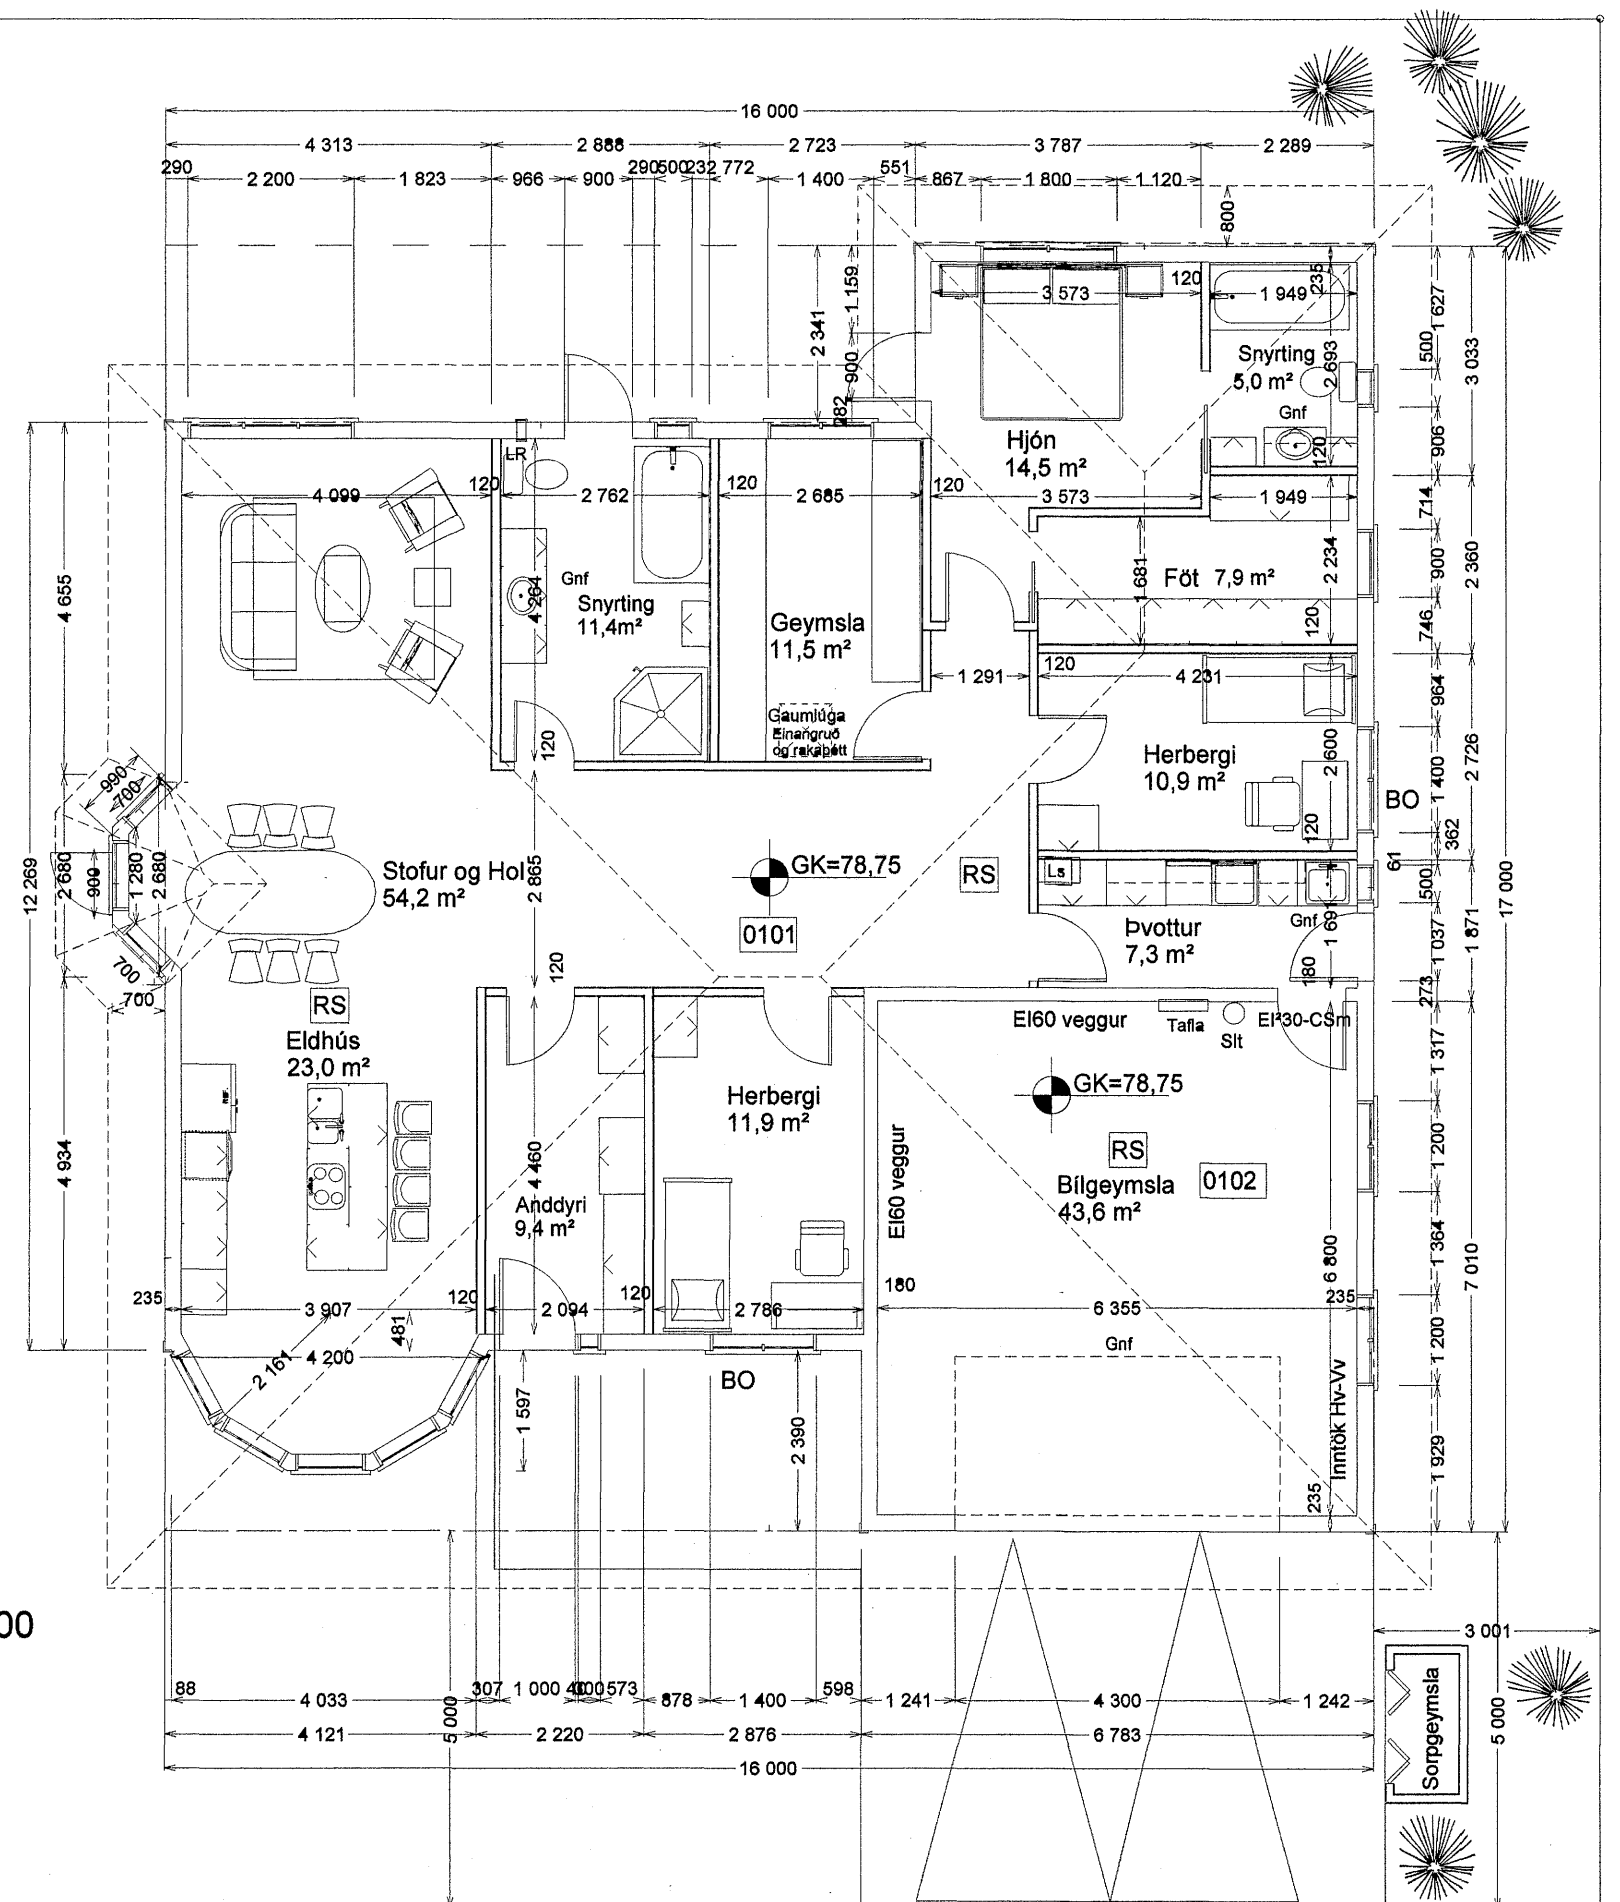 16 000
4 313 2 888 2 723 3 787 2 289
290 2 200 1 823 966 900 290 500 232 772 1 400 551 867 1 800 1 120
800
1 159
2 341
900
282
3 573 120 1 949 235
Snyrting
5,0 m²
2 693
Gnf
120
Hjón
14,5 m²
1 627
500
3 033
906
LR
4 099 120 2 762 120 2 685 120 3 573 1 949
714
4 264
Gnf
Snyrting
11,4m²
Geymsla
11,5 m²
1 681
Föt 7,9 m²
2 234
120
900
2 360
746
4 655
12 269
1 291 120 4 231
964
Gaumlúga
Einangruð
og rakaþétt
120
Herbergi
10,9 m²
2 600
120
1 400
2 726
BO
362
61
990
700
2 680
900
1 280
2 680
700
700
Stofur og Hol
54,2 m²
2 865
120
GK=78,75
0101
RS
Ls
Þvottur
7,3 m²
Gnf
1 691
180
500
1 037
1 871
273
17 000
RS
Eldhús
23,0 m²
EI60 veggur
Tafla
Slt
EI²30-CSm
GK=78,75
1 317
Herbergi
11,9 m²
4 934
4 460
EI60 veggur
RS
0102
Bílgeymsla
43,6 m²
1 200
Anddyri
9,4 m²
1 364
7 010
6 800
180
235 3 907 120 2 094 120 2 786 6 355 235
481
4 200
2 161
Gnf
1 200
BO
1 597
2 390
Inntök Hv-Vv
1 929
235
00
3 001
88 4 033 307 1 000 573 878 1 400 598 1 241 4 300 1 242
4 121 2 220 2 876 6 783
16 000
5 000
5 000
Sorpgeymsla